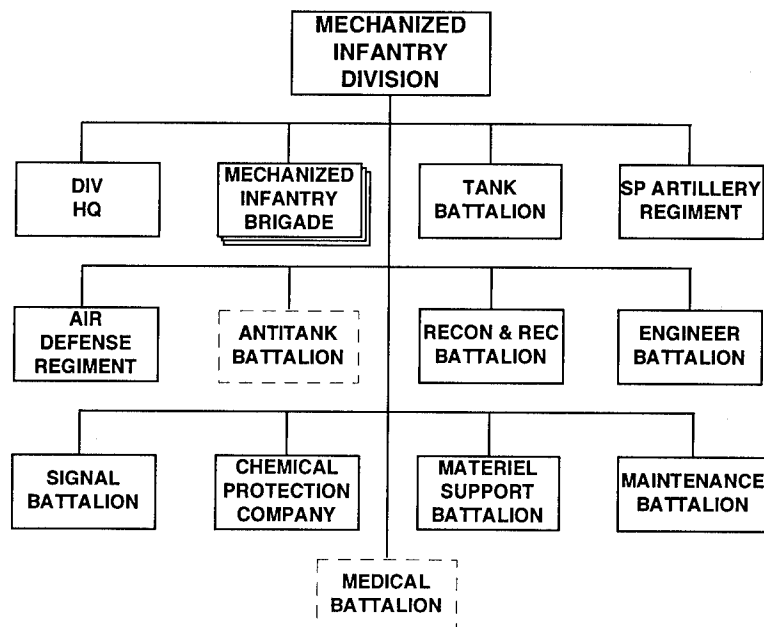 MECHANIZED
INFANTRY
DIVISION
DIV
HQ
MECHANIZED
INFANTRY
BRIGADE
TANK
BATTALION
SP ARTILLERY
REGIMENT
AIR
DEFENSE
REGIMENT
ANTITANK
BATTALION
RECON & REC
BATTALION
ENGINEER
BATTALION
SIGNAL
BATTALION
CHEMICAL
PROTECTION
COMPANY
MATERIEL
SUPPORT
BATTALION
MAINTENANCE
BATTALION
MEDICAL
BATTALION